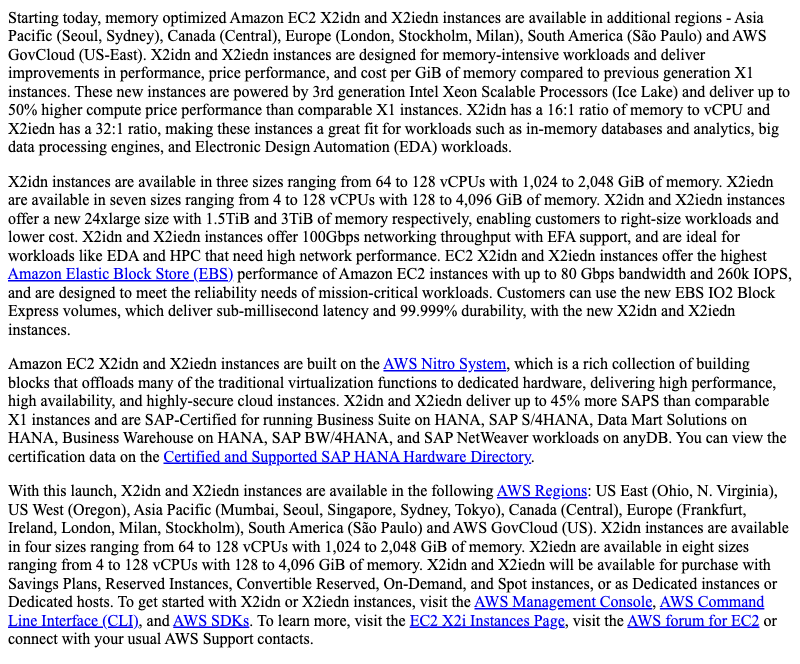 Starting today, memory optimized Amazon EC2 X2idn and X2iedn instances are available in additional regions - Asia
Pacific (Seoul, Sydney), Canada (Central), Europe (London, Stockholm, Milan), South America (São Paulo) and AWS
GovCloud (US-East). X2idn and X2iedn instances are designed for memory-intensive workloads and deliver
improvements in performance, price performance, and cost per GiB of memory compared to previous generation X1
instances. These new instances are powered by 3rd generation Intel Xeon Scalable Processors (Ice Lake) and deliver up to
50% higher compute price performance than comparable X1 instances. X2idn has a 16:1 ratio of memory to vCPU and
X2iedn has a 32:1 ratio, making these instances a great fit for workloads such as in-memory databases and analytics, big
data processing engines, and Electronic Design Automation (EDA) workloads.
X2idn instances are available in three sizes ranging from 64 to 128 vCPUs with 1,024 to 2,048 GiB of memory. X2iedn
are available in seven sizes ranging from 4 to 128 vCPUs with 128 to 4,096 GiB of memory. X2idn and X2iedn instances
offer a new 24xlarge size with 1.5TiB and 3TiB of memory respectively, enabling customers to right-size workloads and
lower cost. X2idn and X2iedn instances offer 100Gbps networking throughput with EFA support, and are ideal for
workloads like EDA and HPC that need high network performance. EC2 X2idn and X2iedn instances offer the highest
Amazon Elastic Block Store (EBS) performance of Amazon EC2 instances with up to 80 Gbps bandwidth and 260k IOPS,
and are designed to meet the reliability needs of mission-critical workloads. Customers can use the new EBS IO2 Block
Express volumes, which deliver sub-millisecond latency and 99.999% durability, with the new X2idn and X2iedn
instances.
Amazon EC2 X2idn and X2iedn instances are built on the AWS Nitro System, which is a rich collection of building
blocks that offloads many of the traditional virtualization functions to dedicated hardware, delivering high performance,
high availability, and highly-secure cloud instances. X2idn and X2iedn deliver up to 45% more SAPS than comparable
X1 instances and are SAP-Certified for running Business Suite on HANA, SAP S/4HANA, Data Mart Solutions on
HANA, Business Warehouse on HANA, SAP BW/4HANA, and SAP NetWeaver workloads on anyDB. You can view the
certification data on the Certified and Supported SAP HANA Hardware Directory.
With this launch, X2idn and X2iedn instances are available in the following AWS Regions: US East (Ohio, N. Virginia),
US West (Oregon), Asia Pacific (Mumbai, Seoul, Singapore, Sydney, Tokyo), Canada (Central), Europe (Frankfurt,
Ireland, London, Milan, Stockholm), South America (São Paulo) and AWS GovCloud (US). X2idn instances are available
in four sizes ranging from 64 to 128 vCPUs with 1,024 to 2,048 GiB of memory. X2iedn are available in eight sizes
ranging from 4 to 128 vCPUs with 128 to 4,096 GiB of memory. X2idn and X2iedn will be available for purchase with
Savings Plans, Reserved Instances, Convertible Reserved, On-Demand, and Spot instances, or as Dedicated instances or
Dedicated hosts. To get started with X2idn or X2iedn instances, visit the AWS Management Console, AWS Command
Line Interface (CLI), and AWS SDKs. To learn more, visit the EC2 X2i Instances Page, visit the AWS forum for EC2 or
connect with your usual AWS Support contacts.